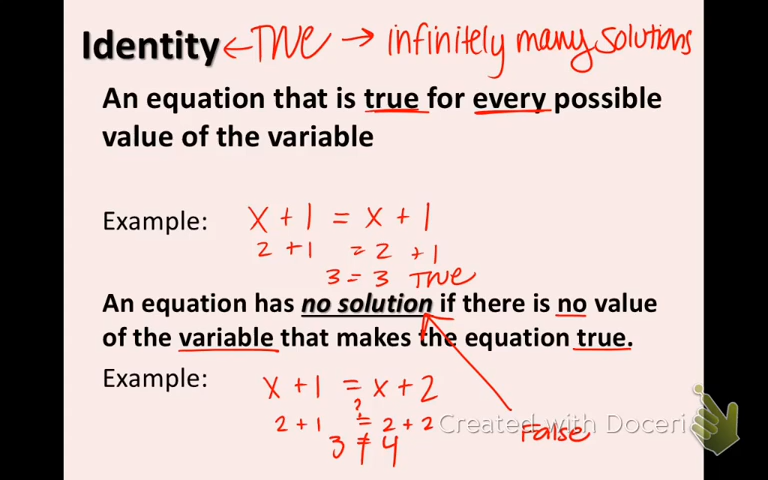 Identity ← True → infinitely many solutions
An equation that is true for every possible
value of the variable
Example: x + 1 = x + 1
2 + 1 = 2 + 1
3 = 3 True
An equation has no solution if there is no value
of the variable that makes the equation true.
Example: x + 1 = x + 2
?
2 + 1 = 2 + 2
Created with Doceri
False
3 ≠ 4